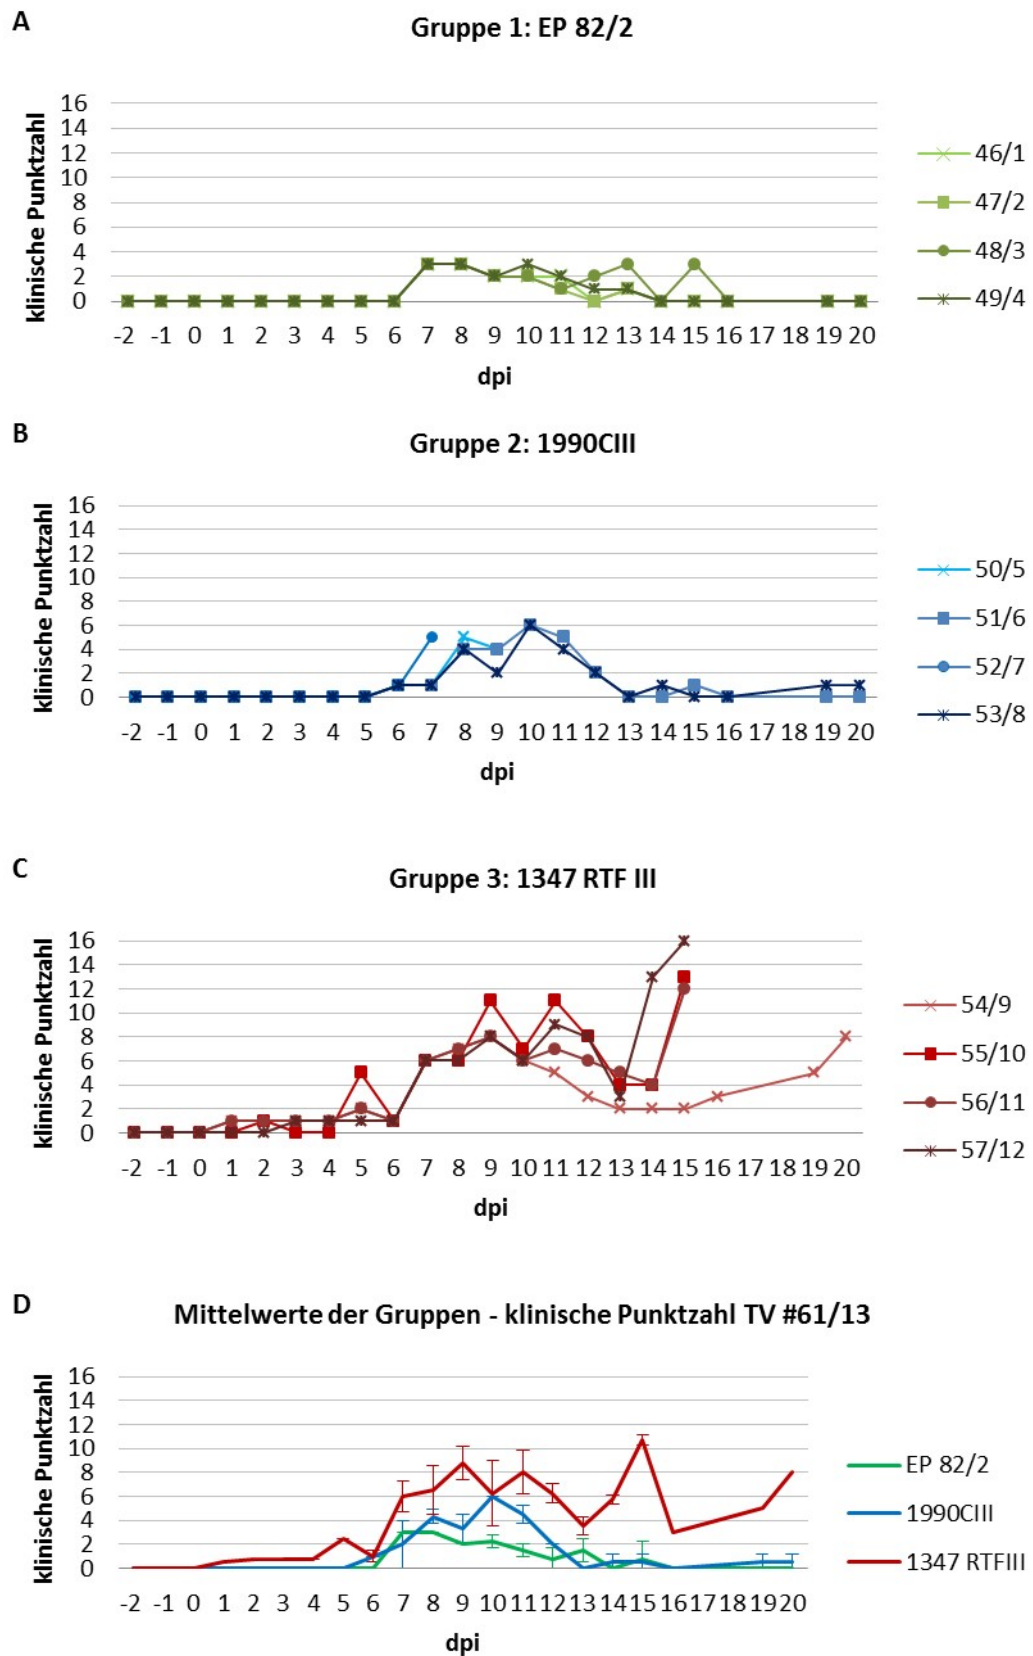 A
Gruppe 1: EP 82/2
klinische Punktzahl
16
14
12
10
8
6
4
2
0
-2 -1 0 1 2 3 4 5 6 7 8 9 10 11 12 13 14 15 16 17 18 19 20
dpi
46/1
47/2
48/3
49/4
B
Gruppe 2: 1990CIII
klinische Punktzahl
16
14
12
10
8
6
4
2
0
-2 -1 0 1 2 3 4 5 6 7 8 9 10 11 12 13 14 15 16 17 18 19 20
dpi
50/5
51/6
52/7
53/8
C
Gruppe 3: 1347 RTF III
klinische Punktzahl
16
14
12
10
8
6
4
2
0
-2 -1 0 1 2 3 4 5 6 7 8 9 10 11 12 13 14 15 16 17 18 19 20
dpi
54/9
55/10
56/11
57/12
D
Mittelwerte der Gruppen - klinische Punktzahl TV #61/13
klinische Punktzahl
16
14
12
10
8
6
4
2
0
-2 -1 0 1 2 3 4 5 6 7 8 9 10 11 12 13 14 15 16 17 18 19 20
dpi
EP 82/2
1990CIII
1347 RTFIII